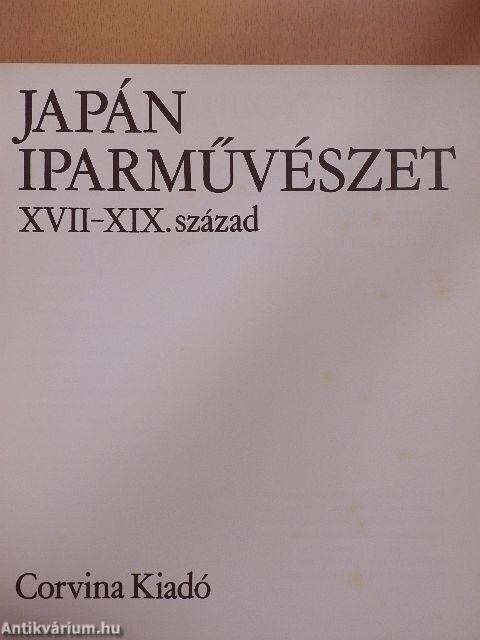 JAPÁN
IPARMŰVÉSZET
XVII–XIX. század
Corvina Kiadó
Antikvárium.hu